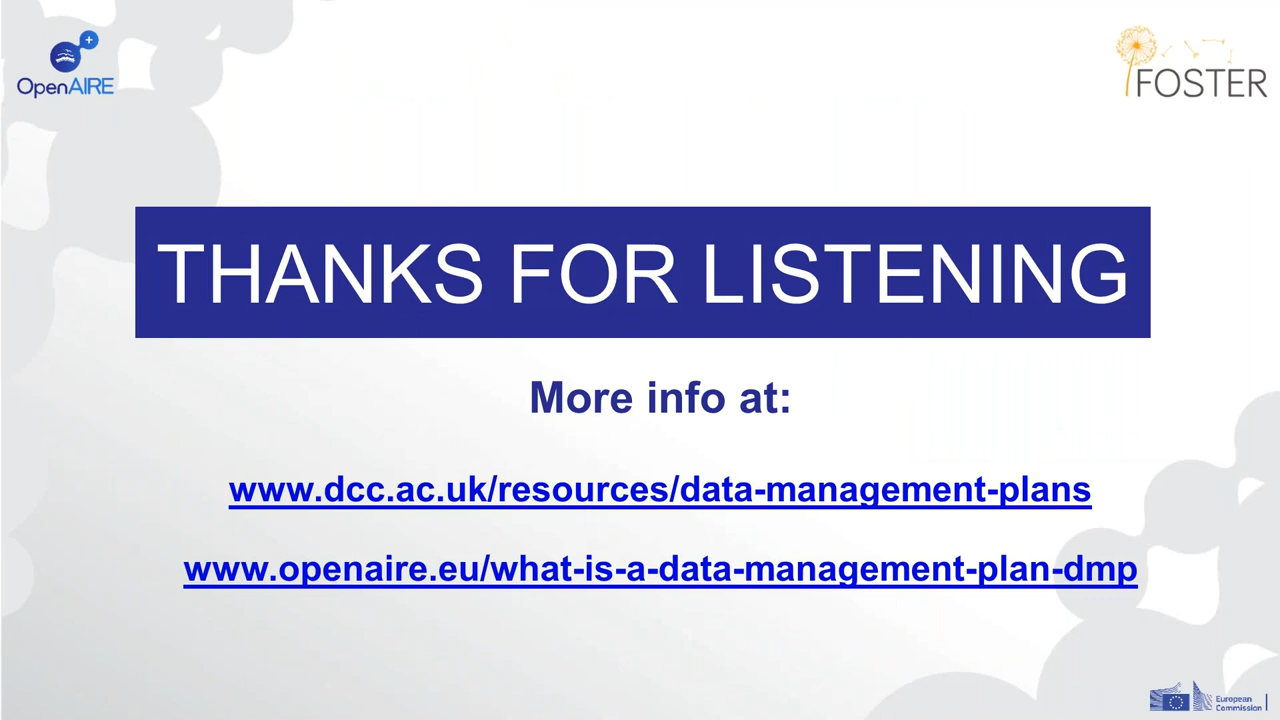 OpenAIRE
FOSTER
THANKS FOR LISTENING
More info at:
www.dcc.ac.uk/resources/data-management-plans
www.openaire.eu/what-is-a-data-management-plan-dmp
European
Commission